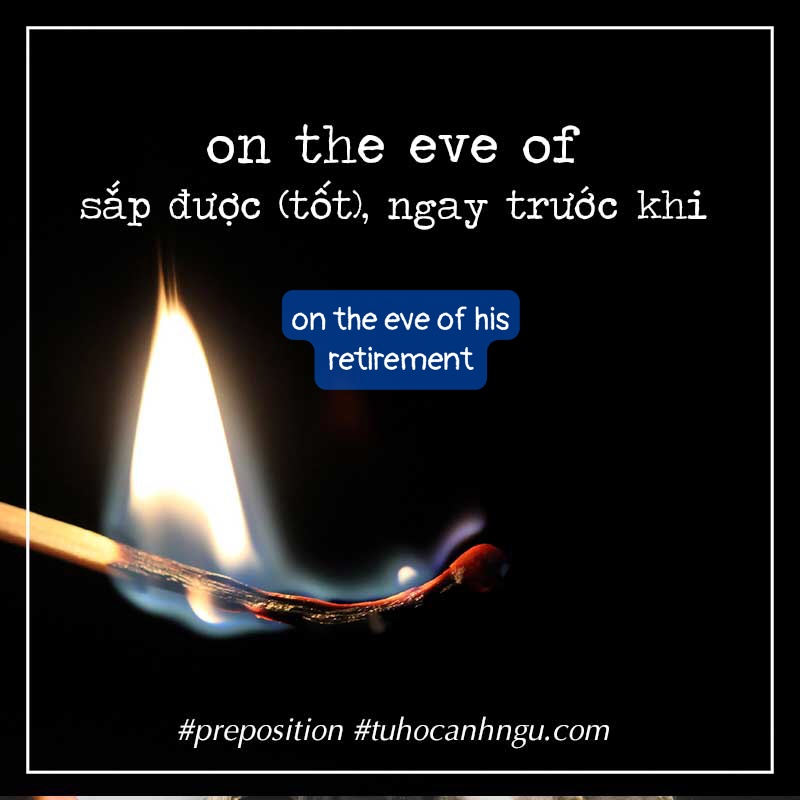 on the eve of
sắp được (tốt), ngay trước khi
on the eve of his
retirement
#preposition #tuhocanhngu.com